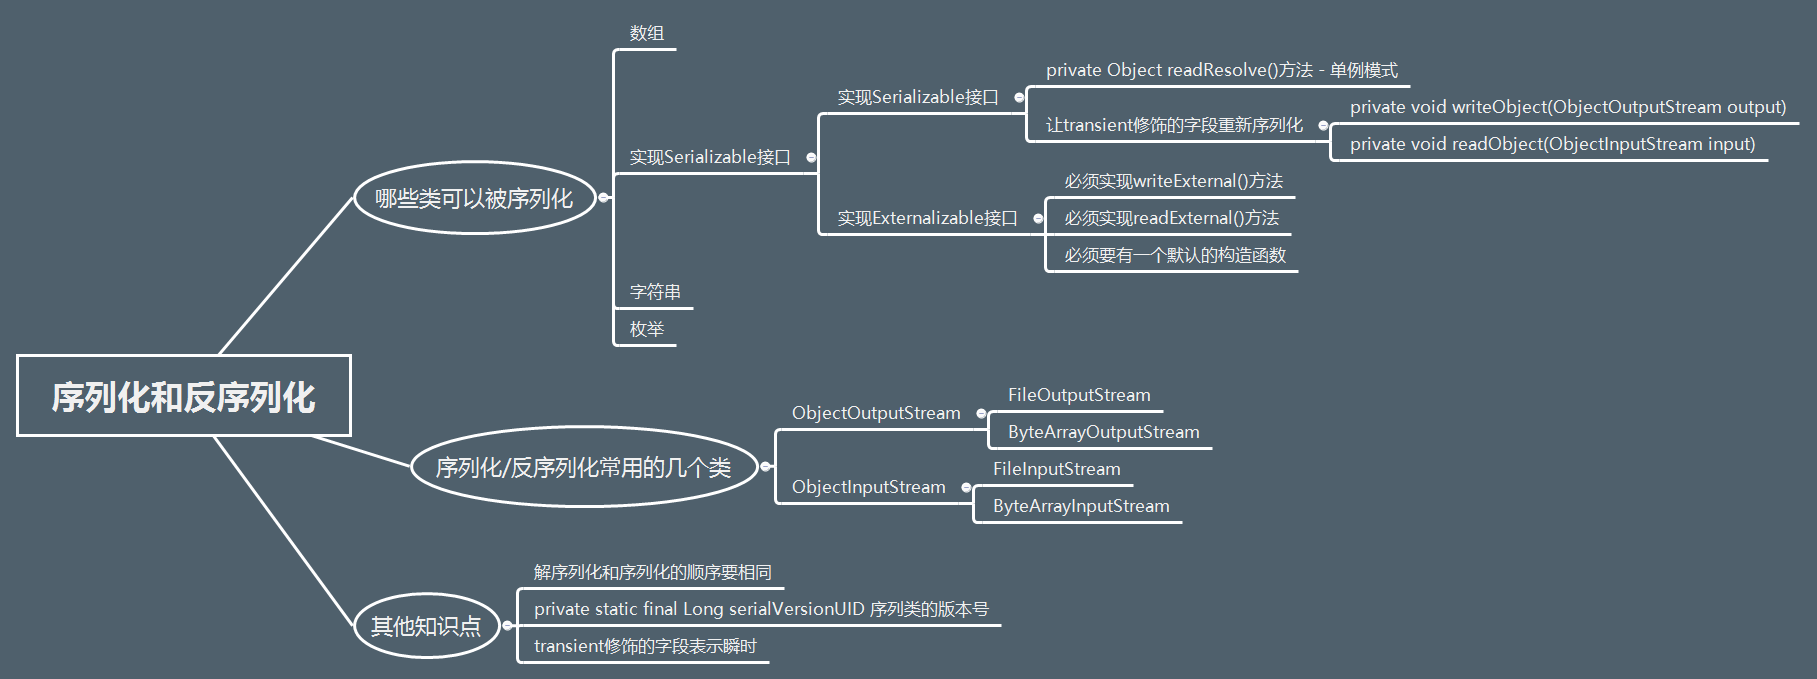 序列化和反序列化
哪些类可以被序列化
数组
实现Serializable接口
实现Serializable接口
private Object readResolve()方法 - 单例模式
让transient修饰的字段重新序列化
private void writeObject(ObjectOutputStream output)
private void readObject(ObjectInputStream input)
实现Externalizable接口
必须实现writeExternal()方法
必须实现readExternal()方法
必须要有一个默认的构造函数
字符串
枚举
序列化/反序列化常用的几个类
ObjectOutputStream
FileOutputStream
ByteArrayOutputStream
ObjectInputStream
FileInputStream
ByteArrayInputStream
其他知识点
解序列化和序列化的顺序要相同
private static final Long serialVersionUID 序列类的版本号
transient修饰的字段表示瞬时